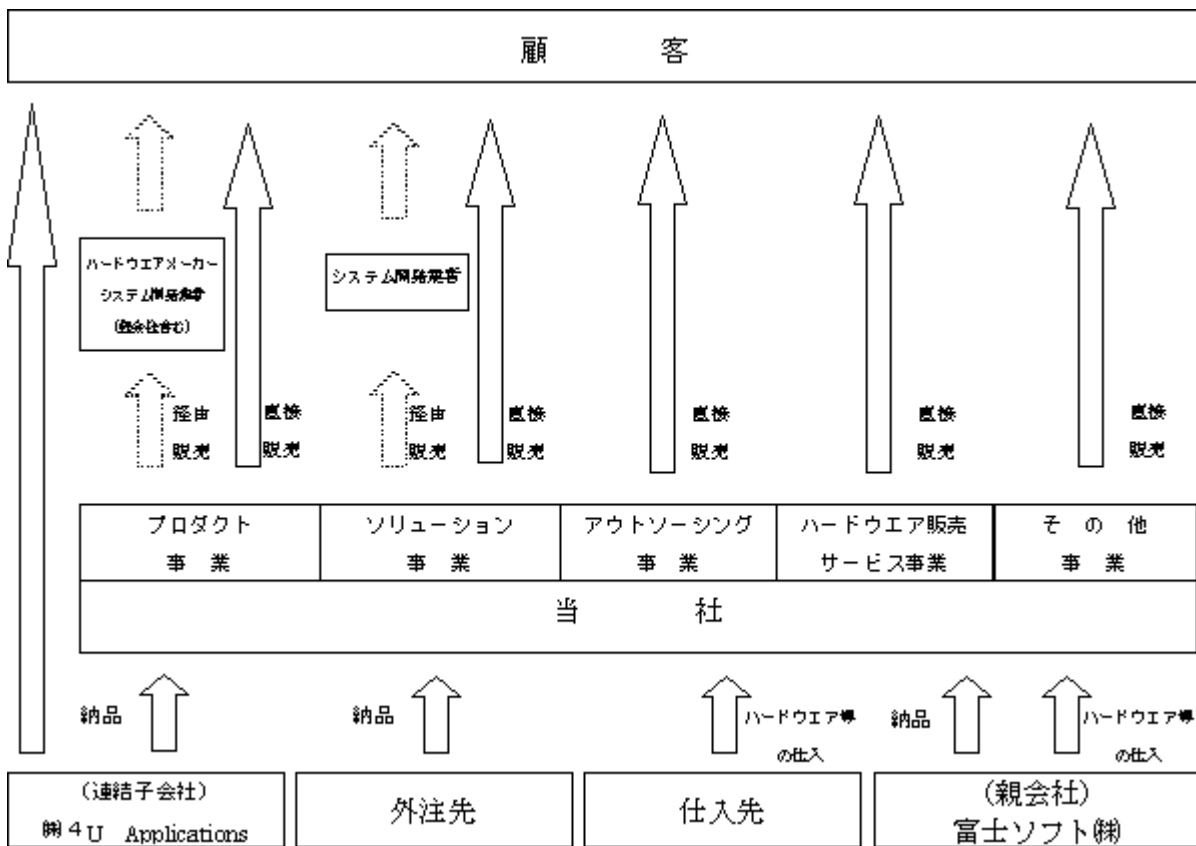 顧客
ハードウエアメーカー
システム開発業者
(親会社含む)
システム開発業者
経由
販売
直接
販売
経由
販売
直接
販売
直接
販売
直接
販売
直接
販売
プロダクト
事業
ソリューション
事業
アウトソーシング
事業
ハードウエア販売
サービス事業
その他
事業
当社
納品
納品
ハードウエア等
の仕入
納品
ハードウエア等
の仕入
(連結子会社)
㈱4U Applications
外注先
仕入先
(親会社)
富士ソフト㈱